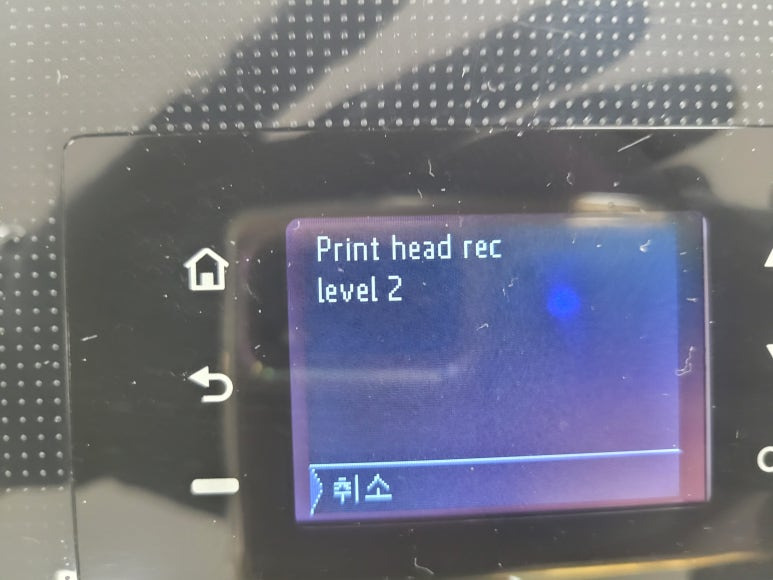 Print head rec
level 2
취소